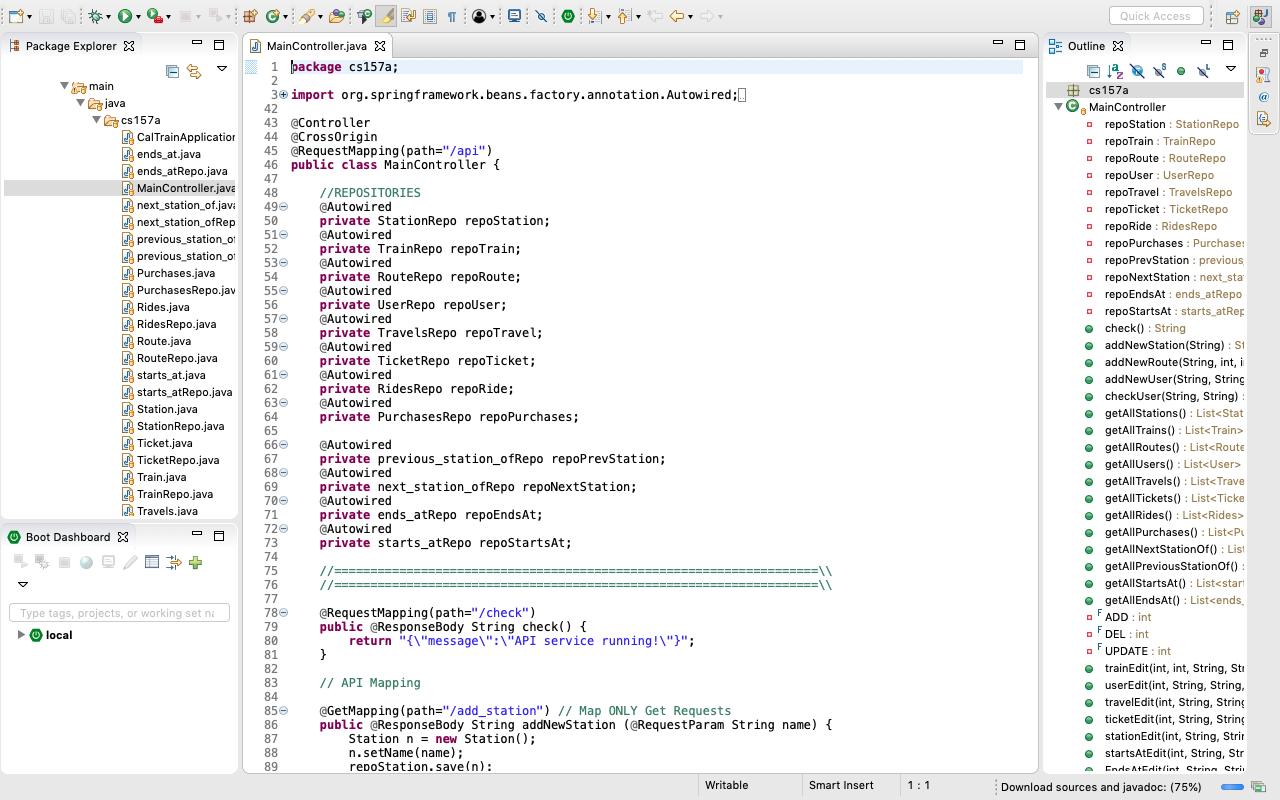 Quick Access
Package Explorer
main
java
cs157a
CalTrainApplication
ends_at.java
ends_atRepo.java
MainController.java
next_station_of.java
next_station_ofRep
previous_station_of
previous_station_of
Purchases.java
PurchasesRepo.jav
Rides.java
RidesRepo.java
Route.java
RouteRepo.java
starts_at.java
starts_atRepo.java
Station.java
StationRepo.java
Ticket.java
TicketRepo.java
Train.java
TrainRepo.java
Travels.java
Boot Dashboard
Type tags, projects, or working set na
local
MainController.java
1 package cs157a;
2
3 import org.springframework.beans.factory.annotation.Autowired;
42
43 @Controller
44 @CrossOrigin
45 @RequestMapping(path="/api")
46 public class MainController {
47
48 //REPOSITORIES
49 @Autowired
50 private StationRepo repoStation;
51 @Autowired
52 private TrainRepo repoTrain;
53 @Autowired
54 private RouteRepo repoRoute;
55 @Autowired
56 private UserRepo repoUser;
57 @Autowired
58 private TravelsRepo repoTravel;
59 @Autowired
60 private TicketRepo repoTicket;
61 @Autowired
62 private RidesRepo repoRide;
63 @Autowired
64 private PurchasesRepo repoPurchases;
65
66 @Autowired
67 private previous_station_ofRepo repoPrevStation;
68 @Autowired
69 private next_station_ofRepo repoNextStation;
70 @Autowired
71 private ends_atRepo repoEndsAt;
72 @Autowired
73 private starts_atRepo repoStartsAt;
74
75 //===================================================================\\
76 //===================================================================\\
77
78 @RequestMapping(path="/check")
79 public @ResponseBody String check() {
80 return "{\"message\":\"API service running!\"}";
81 }
82
83 // API Mapping
84
85 @GetMapping(path="/add_station") // Map ONLY Get Requests
86 public @ResponseBody String addNewStation (@RequestParam String name) {
87 Station n = new Station();
88 n.setName(name);
89 repoStation.save(n);
Outline
cs157a
MainController
repoStation : StationRepo
repoTrain : TrainRepo
repoRoute : RouteRepo
repoUser : UserRepo
repoTravel : TravelsRepo
repoTicket : TicketRepo
repoRide : RidesRepo
repoPurchases : Purchases
repoPrevStation : previous_
repoNextStation : next_sta
repoEndsAt : ends_atRepo
repoStartsAt : starts_atRep
check() : String
addNewStation(String) : St
addNewRoute(String, int, i
addNewUser(String, String
checkUser(String, String) :
getAllStations() : List<Stat
getAllTrains() : List<Train>
getAllRoutes() : List<Route
getAllUsers() : List<User>
getAllTravels() : List<Trave
getAllTickets() : List<Ticke
getAllRides() : List<Rides>
getAllPurchases() : List<Pu
getAllNextStationOf() : List
getAllPreviousStationOf() :
getAllStartsAt() : List<start
getAllEndsAt() : List<ends_
ADD : int
DEL : int
UPDATE : int
trainEdit(int, int, String, Str
userEdit(int, String, String,
travelEdit(int, String, String
ticketEdit(int, String, String
stationEdit(int, String, Strin
startsAtEdit(int, String, Stri
EndsAtEdit(int, String, Strin
Writable
Smart Insert
1 : 1
Download sources and javadoc: (75%)